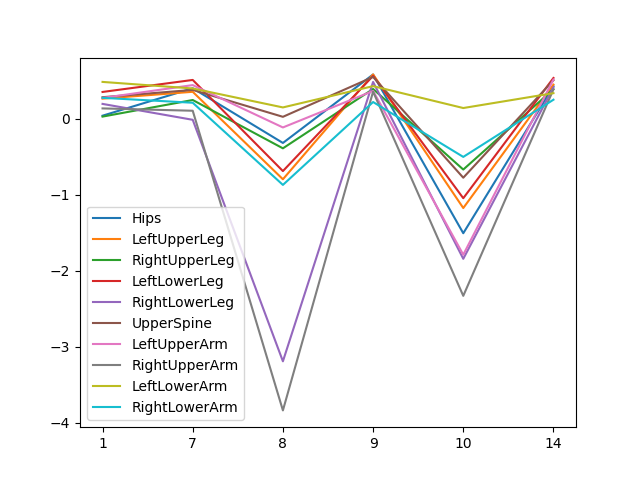 0
−1
−2
−3
−4
1 7 8 9 10 14
Hips
LeftUpperLeg
RightUpperLeg
LeftLowerLeg
RightLowerLeg
UpperSpine
LeftUpperArm
RightUpperArm
LeftLowerArm
RightLowerArm